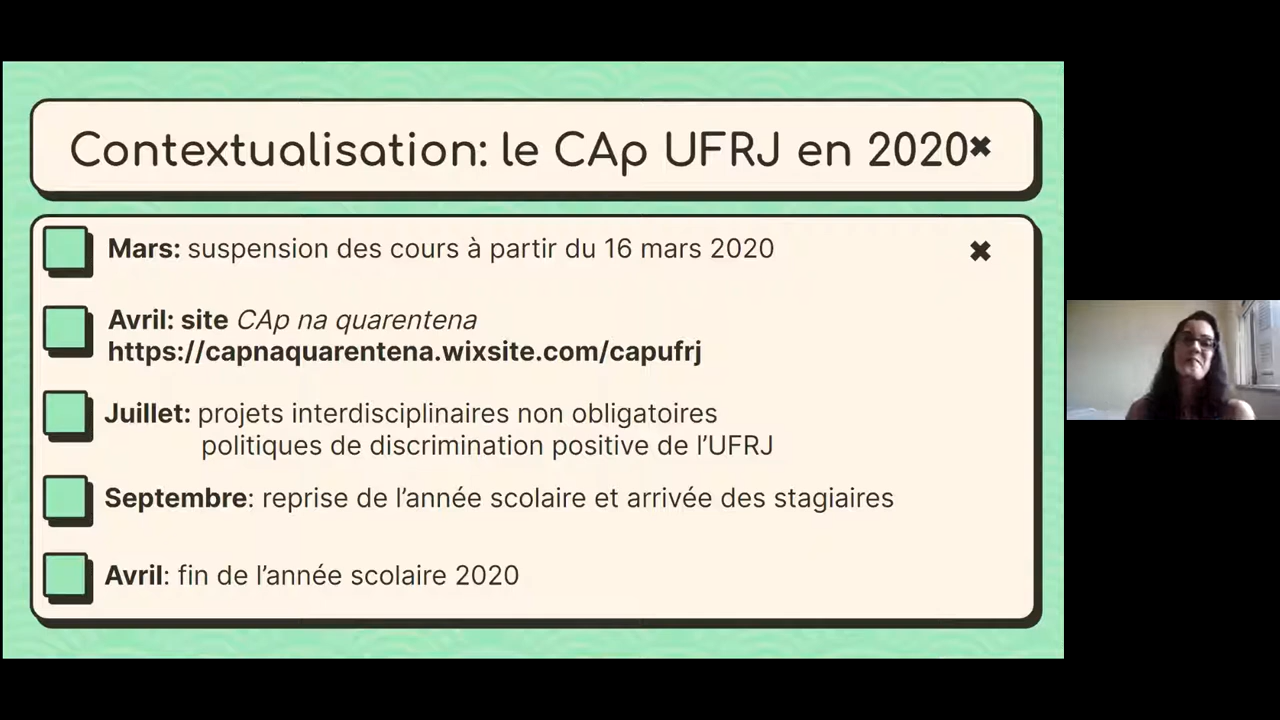 Contextualisation: le CAp UFRJ en 2020
Mars: suspension des cours à partir du 16 mars 2020
Avril: site CAp na quarentena
https://capnaquarentena.wixsite.com/capufrj
Juillet: projets interdisciplinaires non obligatoires
politiques de discrimination positive de l’UFRJ
Septembre: reprise de l’année scolaire et arrivée des stagiaires
Avril: fin de l’année scolaire 2020